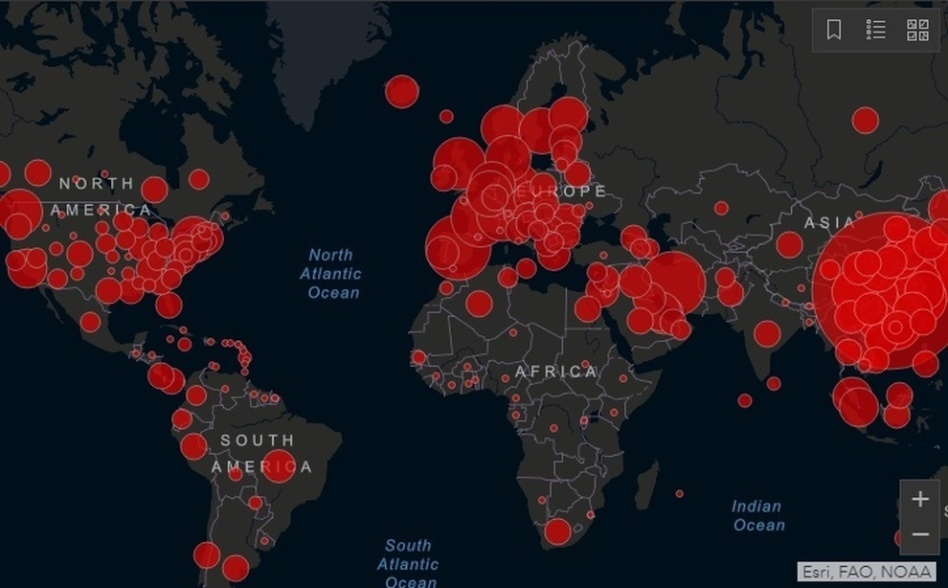 NORTH
AMERICA
EUROPE
ASIA
North
Atlantic
Ocean
AFRICA
SOUTH
AMERICA
Indian
Ocean
South
Atlantic
Ocean
+
−
S
Esri, FAO, NOAA